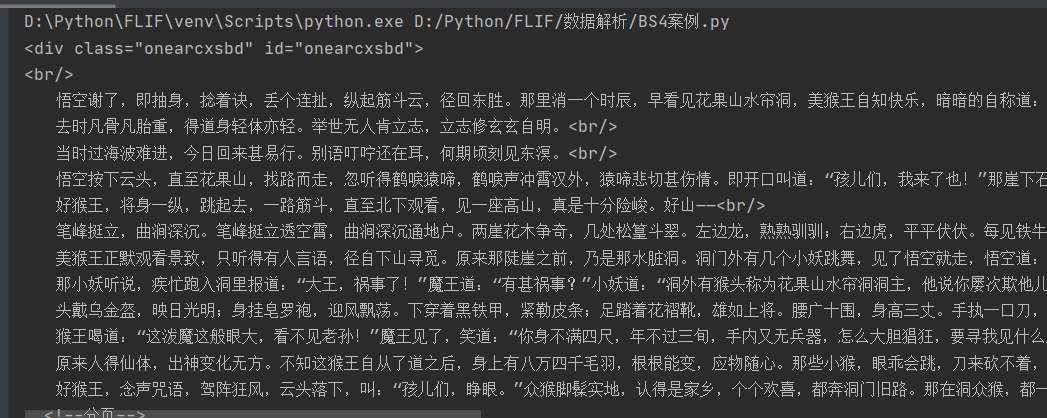 D:\Python\FLIF\venv\Scripts\python.exe D:/Python/FLIF/数据解析/BS4案例.py
<div class="onearcxsbd" id="onearcxsbd">
<br/>
悟空谢了，即抽身，捻着诀，丢个连扯，纵起筋斗云，径回东胜。那里消一个时辰，早看见花果山水帘洞，美猴王自知快乐，暗暗的自称道：
去时凡骨凡胎重，得道身轻体亦轻。举世无人肯立志，立志修玄玄自明。<br/>
当时过海波难进，今日回来甚易行。别语叮咛还在耳，何期顷刻见东溟。<br/>
悟空按下云头，直至花果山，找路而走，忽听得鹤唳猿啼，鹤唳声冲霄汉外，猿啼悲切甚伤情。即开口叫道：“孩儿们，我来了也！”那崖下石
好猴王，将身一纵，跳起去，一路筋斗，直至北下观看，见一座高山，真是十分险峻。好山——<br/>
笔峰挺立，曲涧深沉。笔峰挺立透空霄，曲涧深沉通地户。两崖花木争奇，几处松篁斗翠。左边龙，熟熟驯驯；右边虎，平平伏伏。每见铁牛
美猴王正默观看景致，只听得有人言语，径自下山寻觅。原来那陡崖之前，乃是那水脏洞。洞门外有几个小妖跳舞，见了悟空就走，悟空道：
那小妖听说，疾忙跑入洞里报道：“大王，祸事了！”魔王道：“有甚祸事？”小妖道：“洞外有猴头称为花果山水帘洞洞主，他说你屡次欺他儿
头戴乌金盔，映日光明；身挂皂罗袍，迎风飘荡。下穿着黑铁甲，紧勒皮条；足踏着花褶靴，雄如上将。腰广十围，身高三丈。手执一口刀，
猴王喝道：“这泼魔这般眼大，看不见老孙！”魔王见了，笑道：“你身不满四尺，年不过三旬，手内又无兵器，怎么大胆猖狂，要寻我见什么
原来人得仙体，出神变化无方。不知这猴王自从了道之后，身上有八万四千毛羽，根根能变，应物随心。那些小猴，眼乖会跳，刀来砍不着，
好猴王，念声咒语，驾阵狂风，云头落下，叫：“孩儿们，睁眼。”众猴脚躧实地，认得是家乡，个个欢喜，都奔洞门旧路。那在洞众猴，都一
<!--分页-->